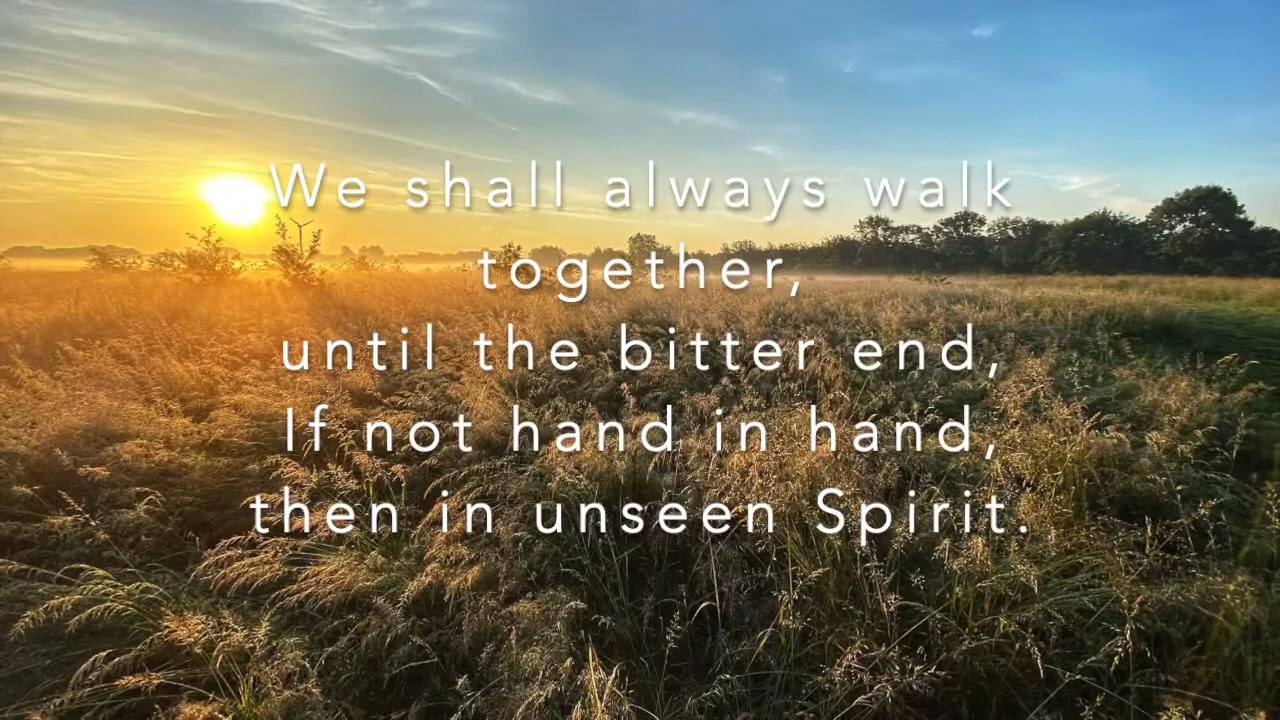 We shall always walk
together,
until the bitter end,
If not hand in hand,
then in unseen Spirit.